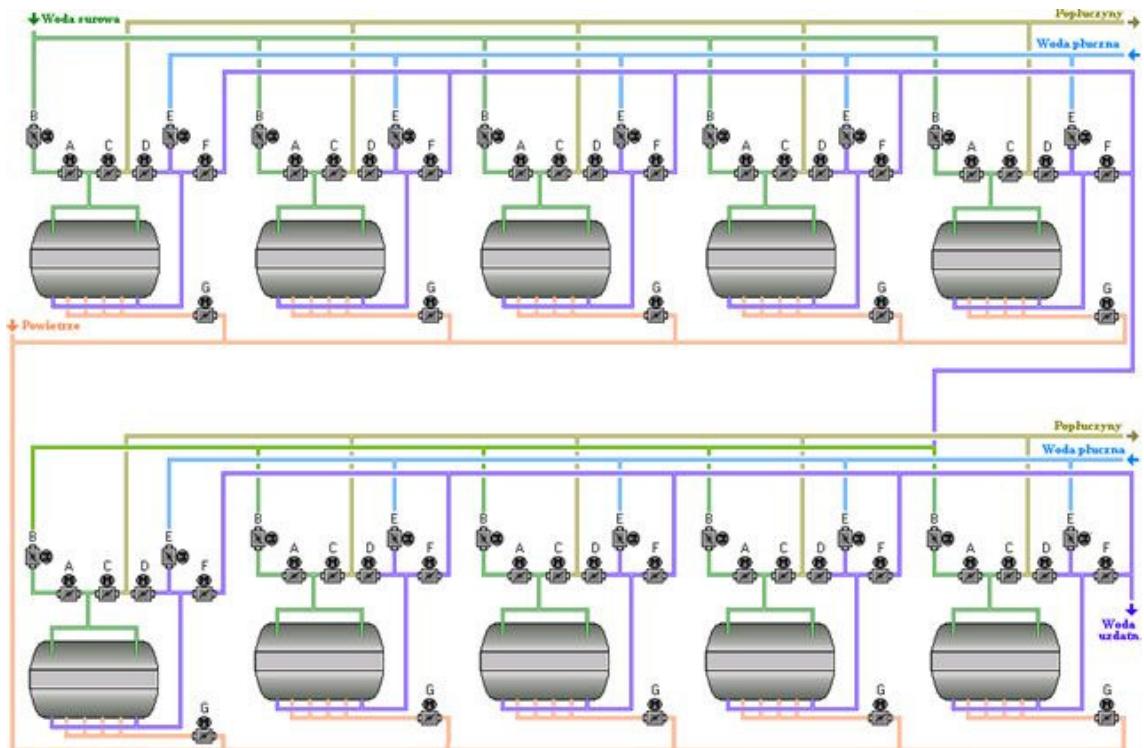 Woda surowa
Popłuczyny
Woda płuczna
B E B E B E B E B E
A C D F A C D F A C D F A C D F A C D F
G G G G G
Powietrze
Popłuczyny
Woda płuczna
B E B E B E B E B E
A C D F A C D F A C D F A C D F A C D F
Woda
uzdatn.
G G G G G